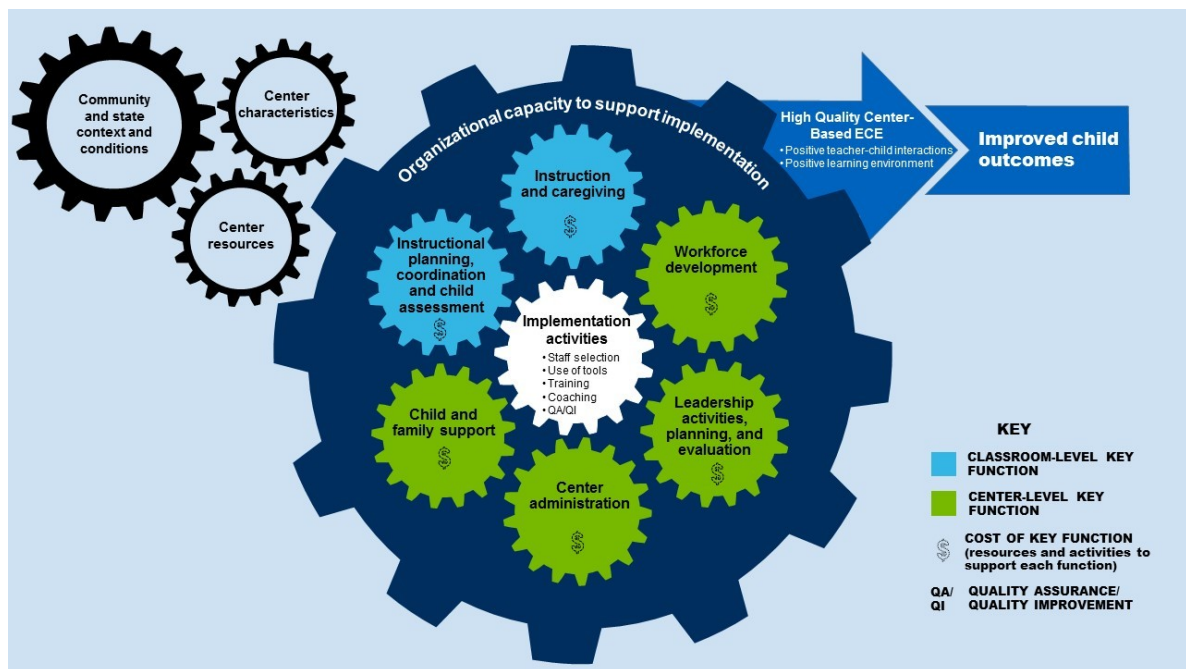 Community
and state
context and
conditions
Center
characteristics
Center
resources
Organizational capacity to support implementation
Instruction
and caregiving
$
Instructional
planning,
coordination
and child
assessment
$
Workforce
development
$
Implementation
activities
• Staff selection
• Use of tools
• Training
• Coaching
• QA/QI
Child and
family support
$
Leadership
activities,
planning, and
evaluation
$
Center
administration
$
High Quality Center-
Based ECE
• Positive teacher-child interactions
• Positive learning environment
Improved child
outcomes
KEY
CLASSROOM-LEVEL KEY
FUNCTION
CENTER-LEVEL KEY
FUNCTION
$ COST OF KEY FUNCTION
(resources and activities to
support each function)
QA/ QUALITY ASSURANCE/
QI QUALITY IMPROVEMENT